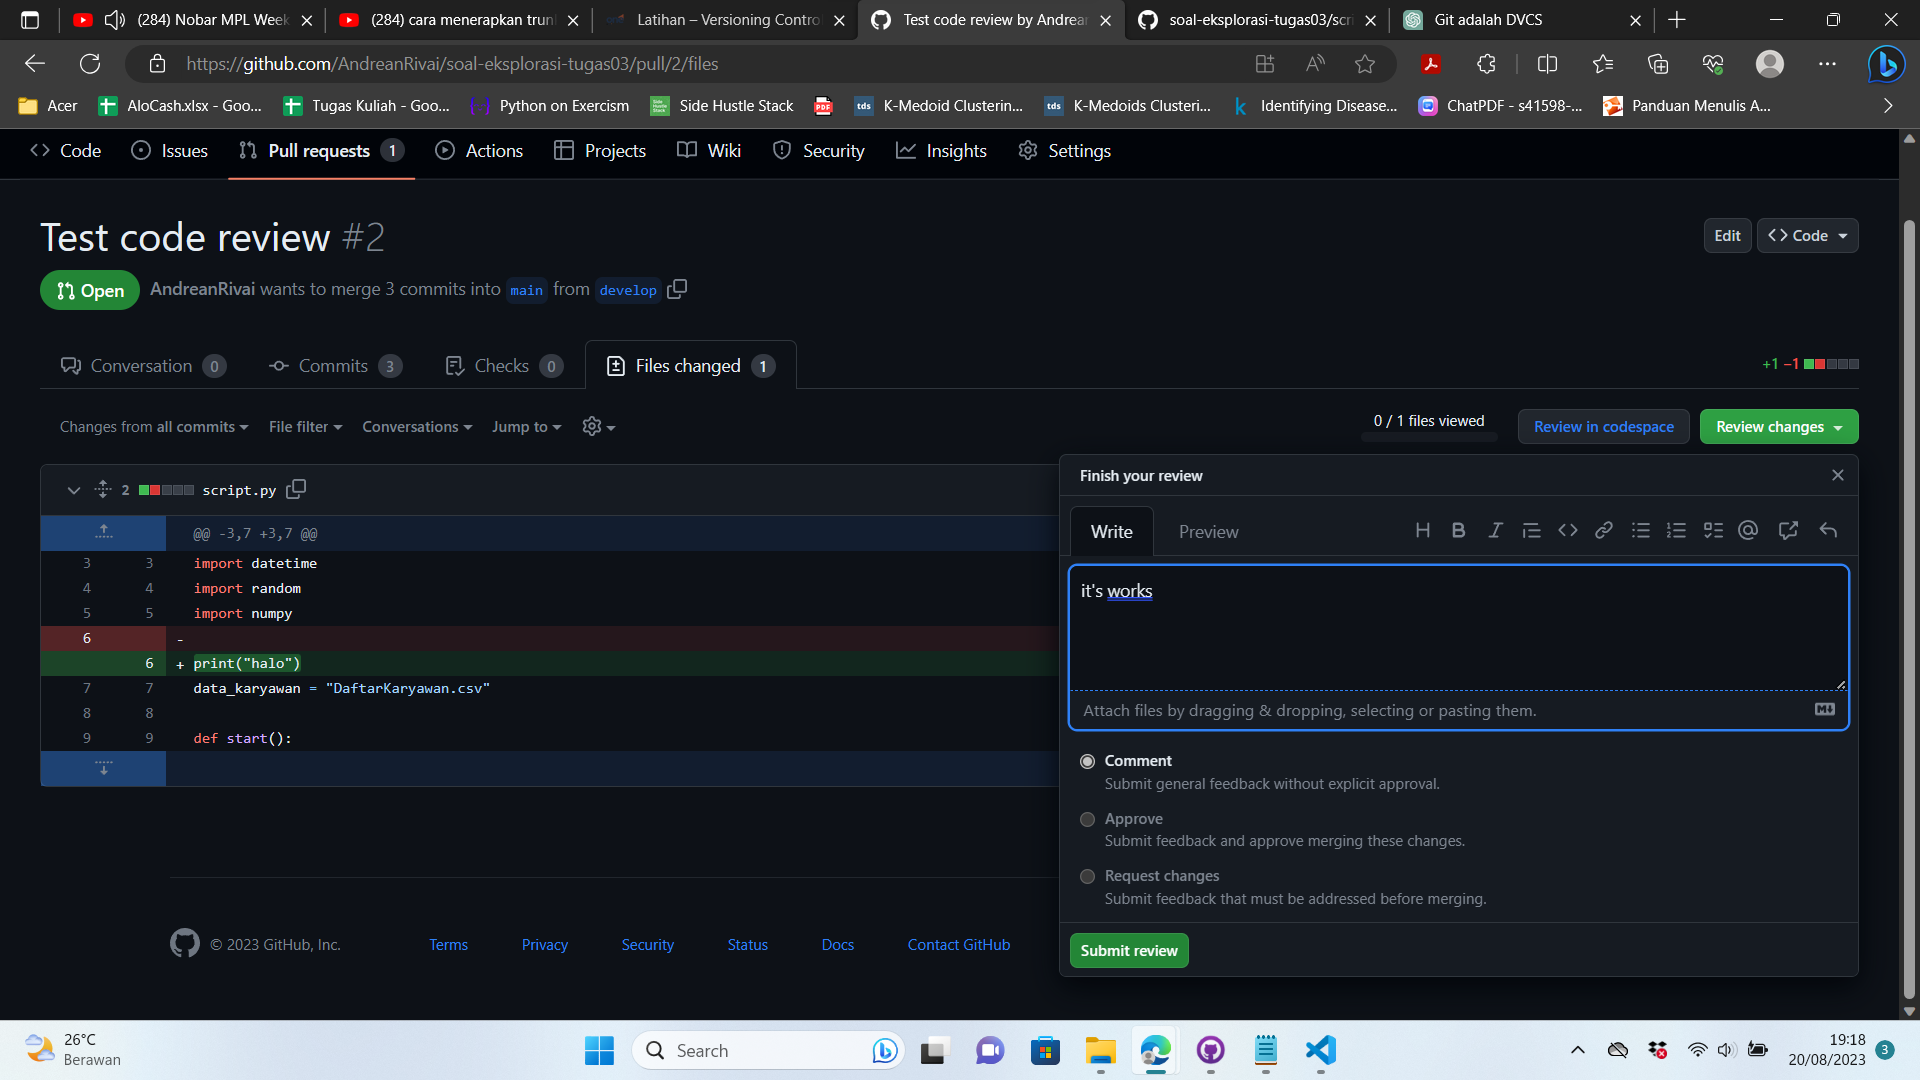 (284) Nobar MPL Week
(284) cara menerapkan trunk
Latihan – Versioning Control
Test code review by Andrean
soal-eksplorasi-tugas03/scri
Git adalah DVCS
https://github.com/AndreanRivai/soal-eksplorasi-tugas03/pull/2/files
Acer
AloCash.xlsx - Goo...
Tugas Kuliah - Goo...
Python on Exercism
Side Hustle Stack
PDF
tds K-Medoid Clusterin...
tds K-Medoids Clusteri...
k Identifying Disease...
ChatPDF - s41598-...
Panduan Menulis A...
Code
Issues
Pull requests 1
Actions
Projects
Wiki
Security
Insights
Settings
Test code review #2
Edit
Code
Open
AndreanRivai wants to merge 3 commits into main from develop
Conversation 0
Commits 3
Checks 0
Files changed 1
+1 −1
Changes from all commits
File filter
Conversations
Jump to
0 / 1 files viewed
Review in codespace
Review changes
2 script.py
@@ -3,7 +3,7 @@
3 3 import datetime
4 4 import random
5 5 import numpy
6 -
6 + print("halo")
7 7 data_karyawan = "DaftarKaryawan.csv"
8 8
9 9 def start():
Finish your review
Write
Preview
it's works
Attach files by dragging & dropping, selecting or pasting them.
Comment
Submit general feedback without explicit approval.
Approve
Submit feedback and approve merging these changes.
Request changes
Submit feedback that must be addressed before merging.
Submit review
© 2023 GitHub, Inc.
Terms
Privacy
Security
Status
Docs
Contact GitHub
26°C
Berawan
Search
19:18
20/08/2023
3